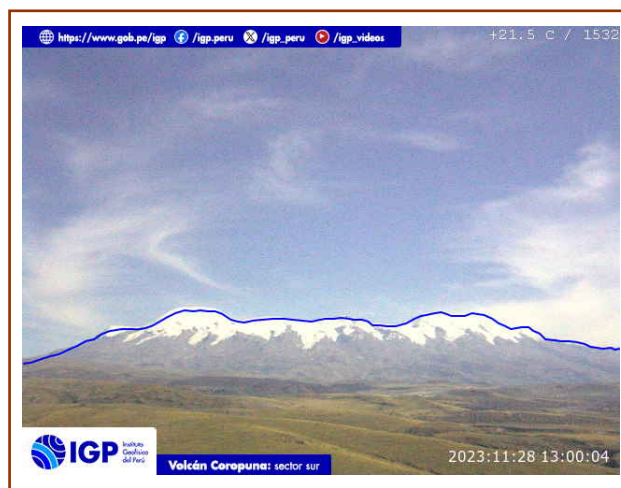 https://www.gob.pe/igp /igp.peru /igp_peru /igp_videos
+21.5 C / 1532
IGP
Instituto
Geofísico
del Perú
Volcán Coropuna: sector sur
2023:11:28 13:00:04